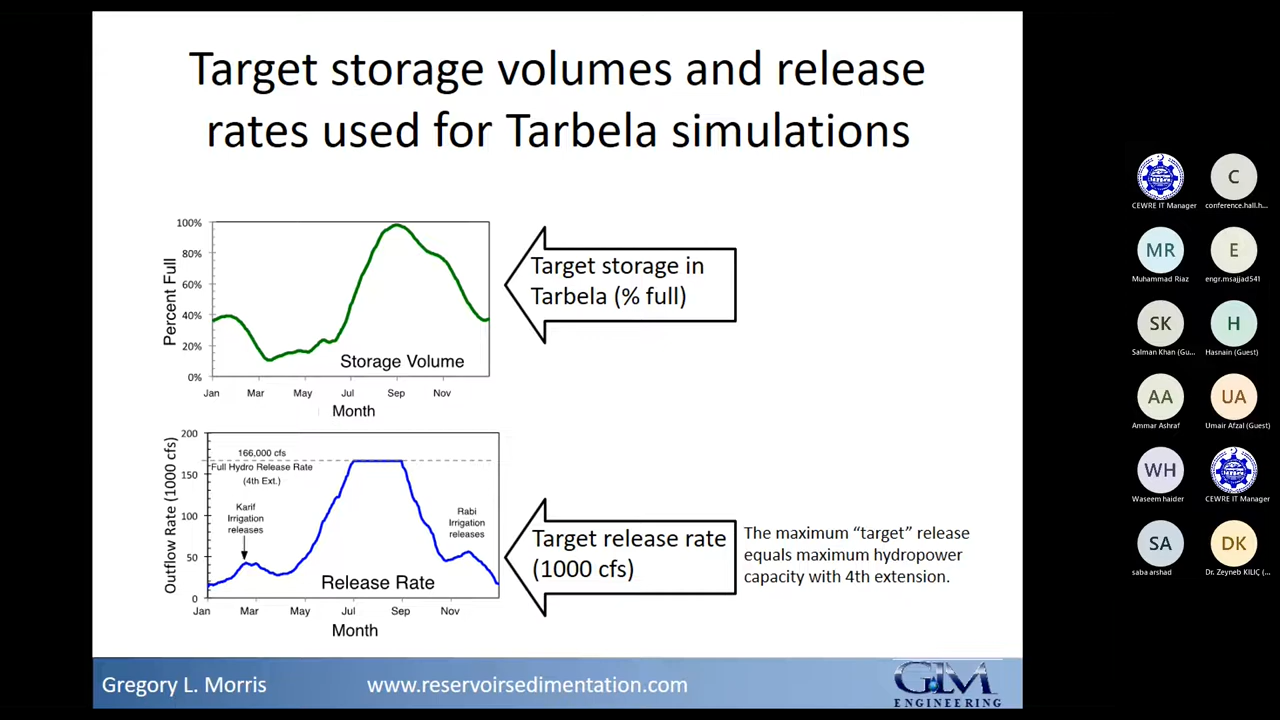 Target storage volumes and release
rates used for Tarbela simulations
100%
80%
60%
40%
20%
0%
Percent Full
Storage Volume
Jan Mar May Jul Sep Nov
Month
Target storage in
Tarbela (% full)
200
150
100
50
0
Outflow Rate (1000 cfs)
166,000 cfs
Full Hydro Release Rate
(4th Ext.)
Karif
Irrigation
releases
Rabi
Irrigation
releases
Release Rate
Jan Mar May Jul Sep Nov
Month
Target release rate
(1000 cfs)
The maximum “target” release
equals maximum hydropower
capacity with 4th extension.
Gregory L. Morris
www.reservoirsedimentation.com
GLM
ENGINEERING
C
CEWRE IT Manager
conference.hall.h...
MR
E
Muhammad Riaz
engr.msajjad541
SK
H
Salman Khan (Gu...
Hasnain (Guest)
AA
UA
Ammar Ashraf
Umair Afzal (Guest)
WH
Waseem haider
CEWRE IT Manager
SA
DK
saba arshad
Dr. Zeyneb KILIÇ (...